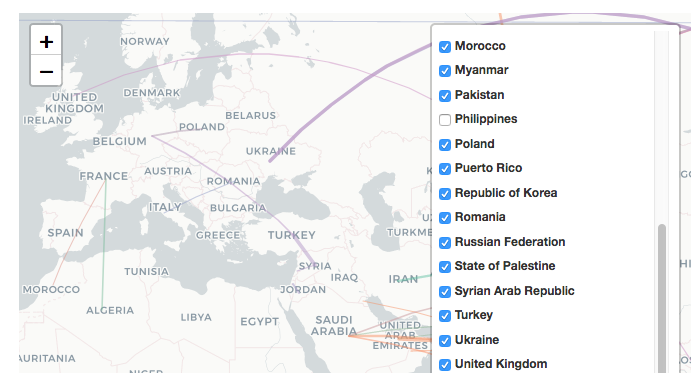 +
−
NORWAY
UNITED
KINGDOM
IRELAND
DENMARK
BELARUS
POLAND
BELGIUM
UKRAINE
FRANCE
AUSTRIA
ROMANIA
ITALY
BULGARIA
SPAIN
GREECE
TURKEY
TURKME
TUNISIA
SYRIA
IRAQ
IRAN
MOROCCO
JORDAN
ALGERIA
LIBYA
EGYPT
SAUDI
ARABIA
UNITED
ARAB
EMIRATES
AURITANIA
NIGER
Morocco
Myanmar
Pakistan
Philippines
Poland
Puerto Rico
Republic of Korea
Romania
Russian Federation
State of Palestine
Syrian Arab Republic
Turkey
Ukraine
United Kingdom